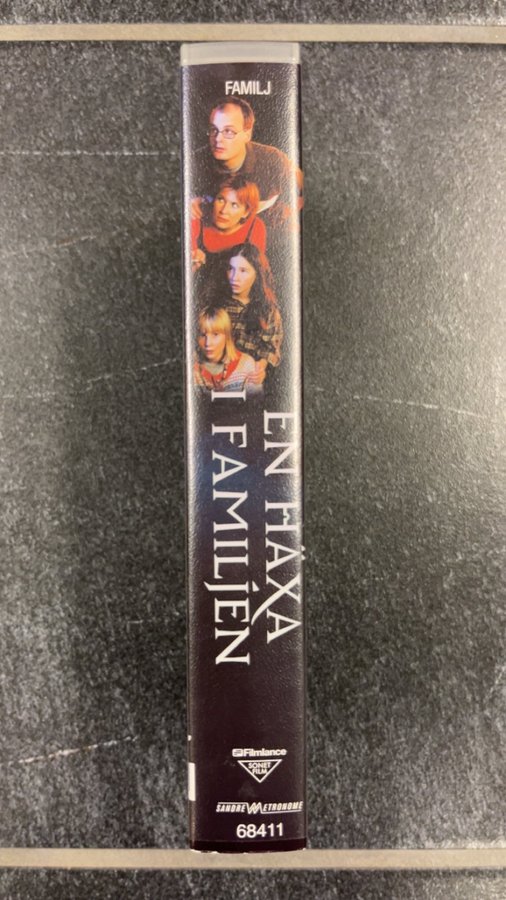 FAMILJ
EN HÄXA
I FAMILJEN
Filmlance
SONET
FILM
SANDREW METRONOME
68411